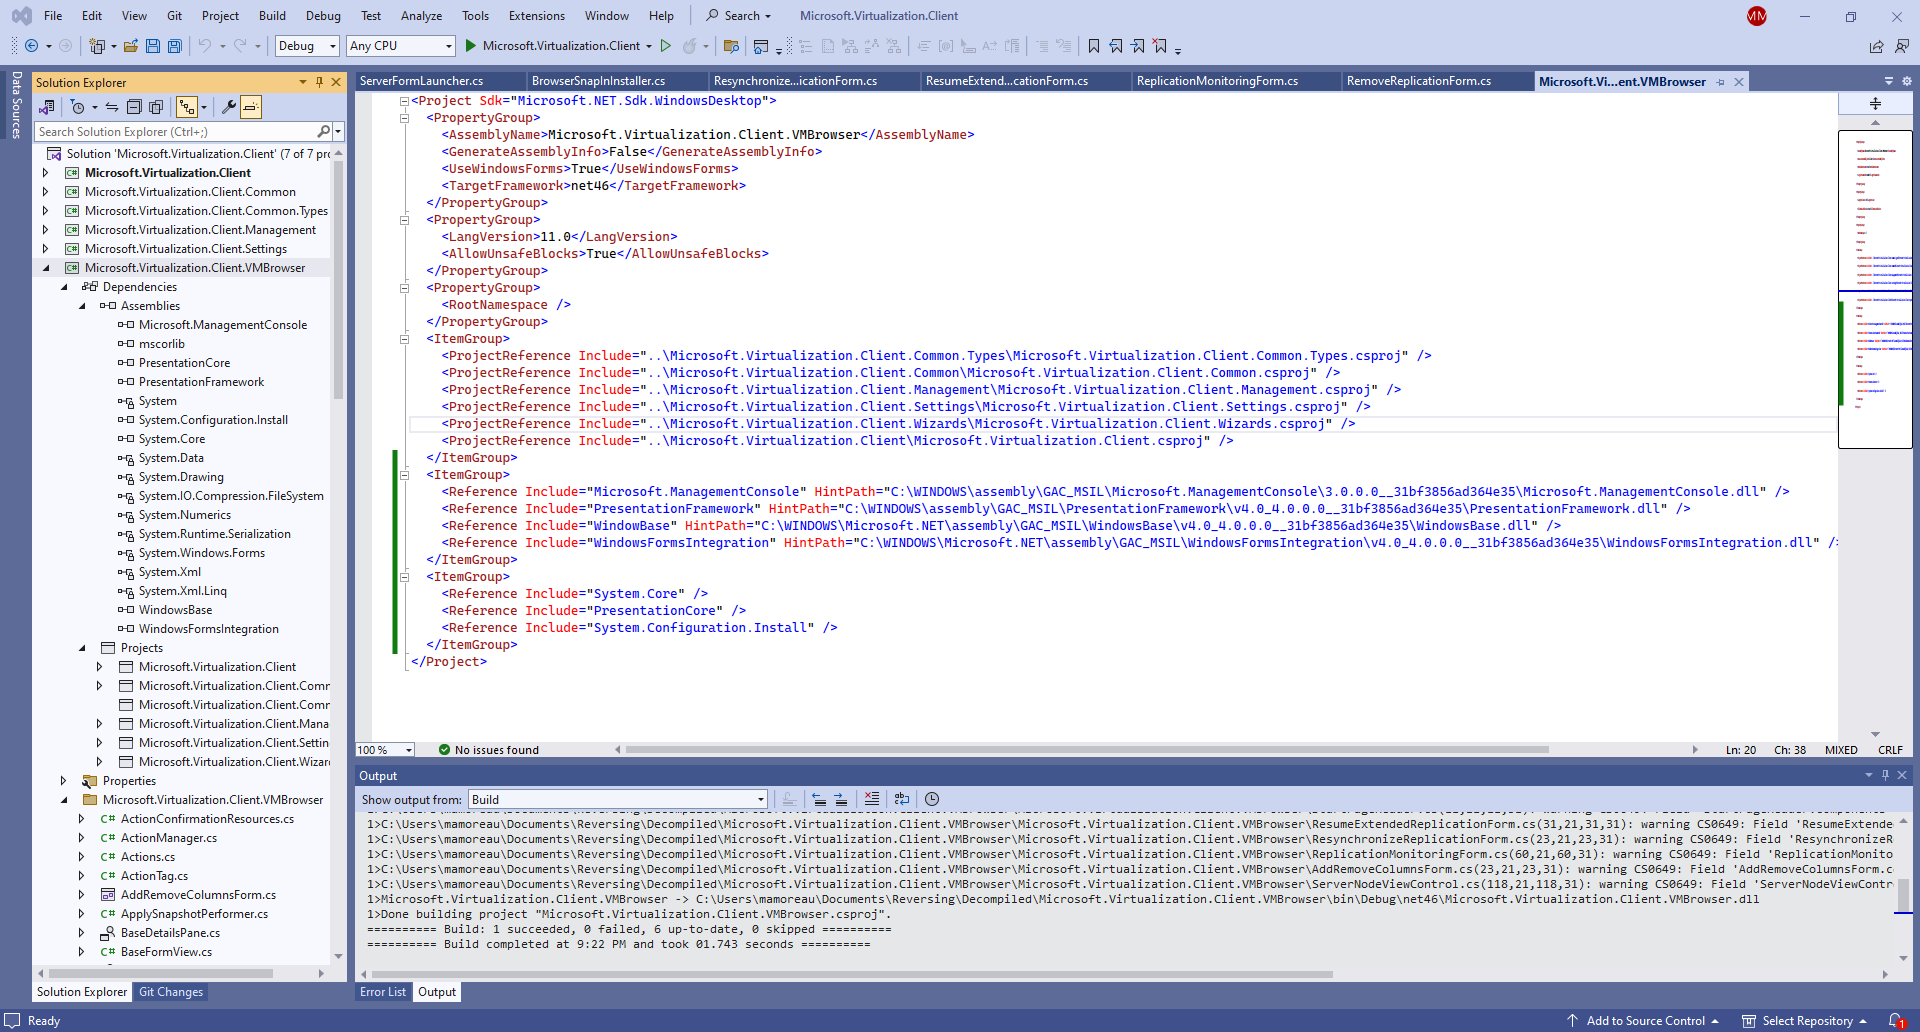 File Edit View Git Project Build Debug Test Analyze Tools Extensions Window Help Search Microsoft.Virtualization.Client MM
Debug Any CPU Microsoft.Virtualization.Client
Data Sources
Solution Explorer
Search Solution Explorer (Ctrl+;)
Solution 'Microsoft.Virtualization.Client' (7 of 7 pro
Microsoft.Virtualization.Client
Microsoft.Virtualization.Client.Common
Microsoft.Virtualization.Client.Common.Types
Microsoft.Virtualization.Client.Management
Microsoft.Virtualization.Client.Settings
Microsoft.Virtualization.Client.VMBrowser
Dependencies
Assemblies
Microsoft.ManagementConsole
mscorlib
PresentationCore
PresentationFramework
System
System.Configuration.Install
System.Core
System.Data
System.Drawing
System.IO.Compression.FileSystem
System.Numerics
System.Runtime.Serialization
System.Windows.Forms
System.Xml
System.Xml.Linq
WindowsBase
WindowsFormsIntegration
Projects
Microsoft.Virtualization.Client
Microsoft.Virtualization.Client.Comm
Microsoft.Virtualization.Client.Comm
Microsoft.Virtualization.Client.Mana
Microsoft.Virtualization.Client.Settin
Microsoft.Virtualization.Client.Wizar
Properties
Microsoft.Virtualization.Client.VMBrowser
C# ActionConfirmationResources.cs
C# ActionManager.cs
C# Actions.cs
C# ActionTag.cs
AddRemoveColumnsForm.cs
C# ApplySnapshotPerformer.cs
BaseDetailsPane.cs
C# BaseFormView.cs
Solution Explorer Git Changes
ServerFormLauncher.cs BrowserSnapInInstaller.cs Resynchronize...icationForm.cs ResumeExtend...cationForm.cs ReplicationMonitoringForm.cs RemoveReplicationForm.cs Microsoft.Vi...ent.VMBrowser
<Project Sdk="Microsoft.NET.Sdk.WindowsDesktop">
<PropertyGroup>
<AssemblyName>Microsoft.Virtualization.Client.VMBrowser</AssemblyName>
<GenerateAssemblyInfo>False</GenerateAssemblyInfo>
<UseWindowsForms>True</UseWindowsForms>
<TargetFramework>net46</TargetFramework>
</PropertyGroup>
<PropertyGroup>
<LangVersion>11.0</LangVersion>
<AllowUnsafeBlocks>True</AllowUnsafeBlocks>
</PropertyGroup>
<PropertyGroup>
<RootNamespace />
</PropertyGroup>
<ItemGroup>
<ProjectReference Include="..\Microsoft.Virtualization.Client.Common.Types\Microsoft.Virtualization.Client.Common.Types.csproj" />
<ProjectReference Include="..\Microsoft.Virtualization.Client.Common\Microsoft.Virtualization.Client.Common.csproj" />
<ProjectReference Include="..\Microsoft.Virtualization.Client.Management\Microsoft.Virtualization.Client.Management.csproj" />
<ProjectReference Include="..\Microsoft.Virtualization.Client.Settings\Microsoft.Virtualization.Client.Settings.csproj" />
<ProjectReference Include="..\Microsoft.Virtualization.Client.Wizards\Microsoft.Virtualization.Client.Wizards.csproj" />
<ProjectReference Include="..\Microsoft.Virtualization.Client\Microsoft.Virtualization.Client.csproj" />
</ItemGroup>
<ItemGroup>
<Reference Include="Microsoft.ManagementConsole" HintPath="C:\WINDOWS\assembly\GAC_MSIL\Microsoft.ManagementConsole\3.0.0.0__31bf3856ad364e35\Microsoft.ManagementConsole.dll" />
<Reference Include="PresentationFramework" HintPath="C:\WINDOWS\assembly\GAC_MSIL\PresentationFramework\v4.0_4.0.0.0__31bf3856ad364e35\PresentationFramework.dll" />
<Reference Include="WindowBase" HintPath="C:\WINDOWS\Microsoft.NET\assembly\GAC_MSIL\WindowsBase\v4.0_4.0.0.0__31bf3856ad364e35\WindowsBase.dll" />
<Reference Include="WindowsFormsIntegration" HintPath="C:\WINDOWS\Microsoft.NET\assembly\GAC_MSIL\WindowsFormsIntegration\v4.0_4.0.0.0__31bf3856ad364e35\WindowsFormsIntegration.dll" />
</ItemGroup>
<ItemGroup>
<Reference Include="System.Core" />
<Reference Include="PresentationCore" />
<Reference Include="System.Configuration.Install" />
</ItemGroup>
</Project>
100 % No issues found Ln: 20 Ch: 38 MIXED CRLF
Output
Show output from: Build
1>C:\Users\mamoreau\Documents\Reversing\Decompiled\Microsoft.Virtualization.Client.VMBrowser\Microsoft.Virtualization.Client.VMBrowser\ResumeExtendedReplicationForm.cs(31,21,31,31): warning CS0649: Field 'ResumeExtende
1>C:\Users\mamoreau\Documents\Reversing\Decompiled\Microsoft.Virtualization.Client.VMBrowser\Microsoft.Virtualization.Client.VMBrowser\ResynchronizeReplicationForm.cs(23,21,23,31): warning CS0649: Field 'ResynchronizeR
1>C:\Users\mamoreau\Documents\Reversing\Decompiled\Microsoft.Virtualization.Client.VMBrowser\Microsoft.Virtualization.Client.VMBrowser\ReplicationMonitoringForm.cs(60,21,60,31): warning CS0649: Field 'ReplicationMonito
1>C:\Users\mamoreau\Documents\Reversing\Decompiled\Microsoft.Virtualization.Client.VMBrowser\Microsoft.Virtualization.Client.VMBrowser\AddRemoveColumnsForm.cs(23,21,23,31): warning CS0649: Field 'AddRemoveColumnsForm.c
1>C:\Users\mamoreau\Documents\Reversing\Decompiled\Microsoft.Virtualization.Client.VMBrowser\Microsoft.Virtualization.Client.VMBrowser\ServerNodeViewControl.cs(118,21,118,31): warning CS0649: Field 'ServerNodeViewContr
1>Microsoft.Virtualization.Client.VMBrowser -> C:\Users\mamoreau\Documents\Reversing\Decompiled\Microsoft.Virtualization.Client.VMBrowser\bin\Debug\net46\Microsoft.Virtualization.Client.VMBrowser.dll
1>Done building project "Microsoft.Virtualization.Client.VMBrowser.csproj".
========== Build: 1 succeeded, 0 failed, 6 up-to-date, 0 skipped ==========
========== Build completed at 9:22 PM and took 01.743 seconds ==========
Error List Output
Ready Add to Source Control Select Repository 1